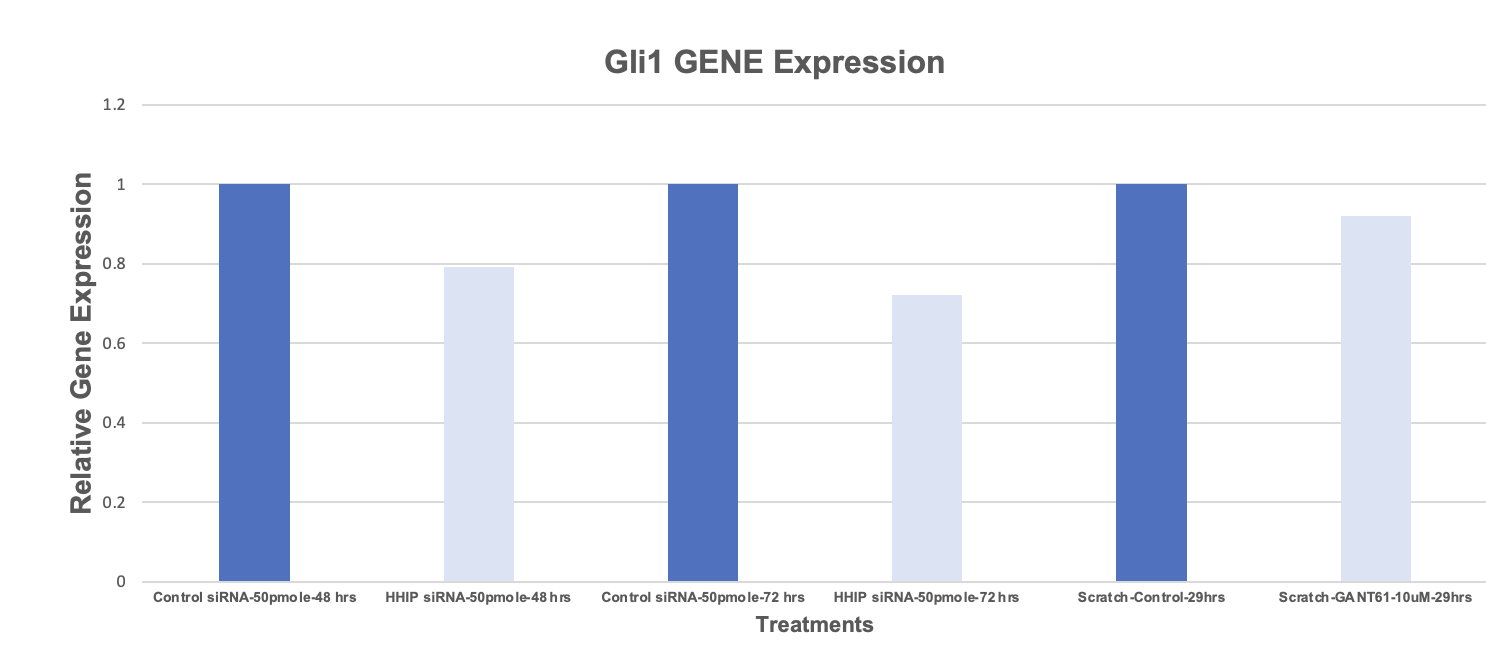 Gli1 GENE Expression
Relative Gene Expression
1.2
1
0.8
0.6
0.4
0.2
0
Control siRNA-50pmole-48 hrs
HHIP siRNA-50pmole-48 hrs
Control siRNA-50pmole-72 hrs
HHIP siRNA-50pmole-72 hrs
Scratch-Control-29hrs
Scratch-GANT61-10uM-29hrs
Treatments